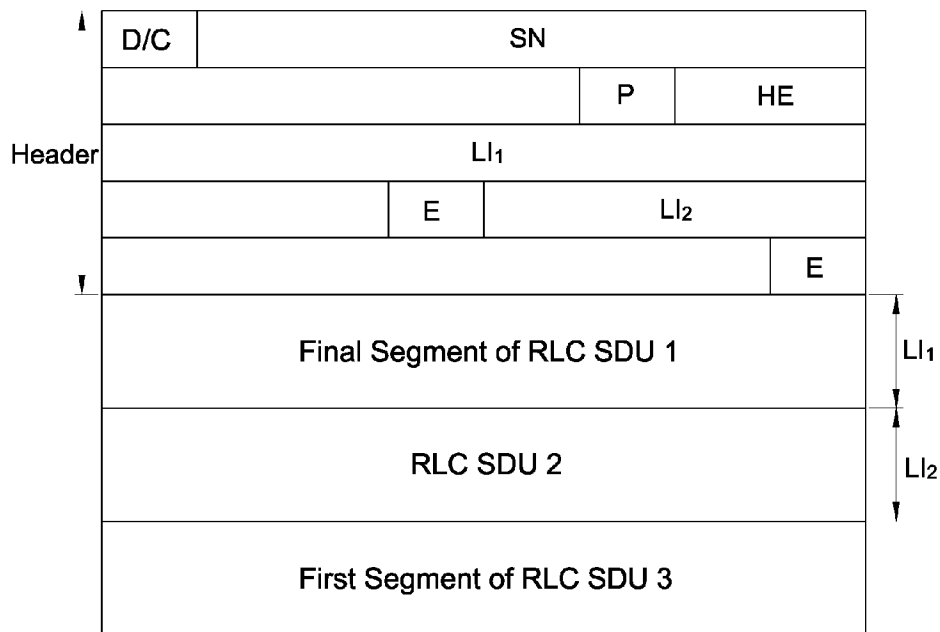 D/C SN
P HE
Header LI₁
E LI₂
E
Final Segment of RLC SDU 1 LI₁
RLC SDU 2 LI₂
First Segment of RLC SDU 3